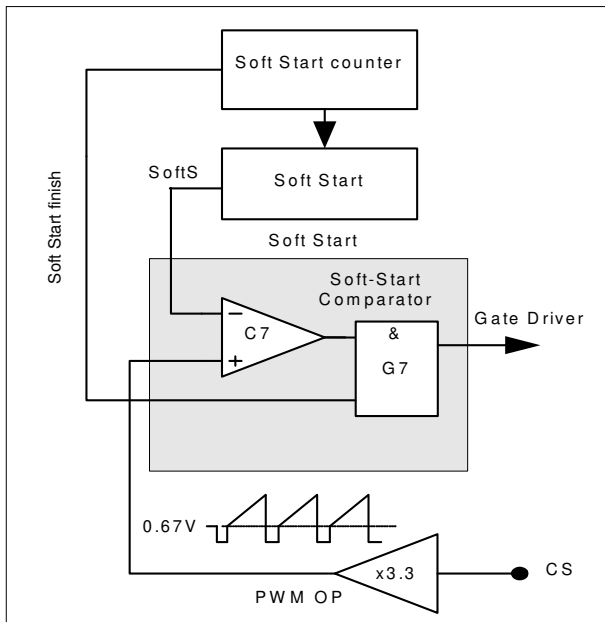 Soft Start counter
SoftS
Soft Start
Soft Start finish
Soft Start
Soft-Start
Comparator
Gate Driver
−
C7
+
&
G7
0.67V
x3.3
CS
PWM OP